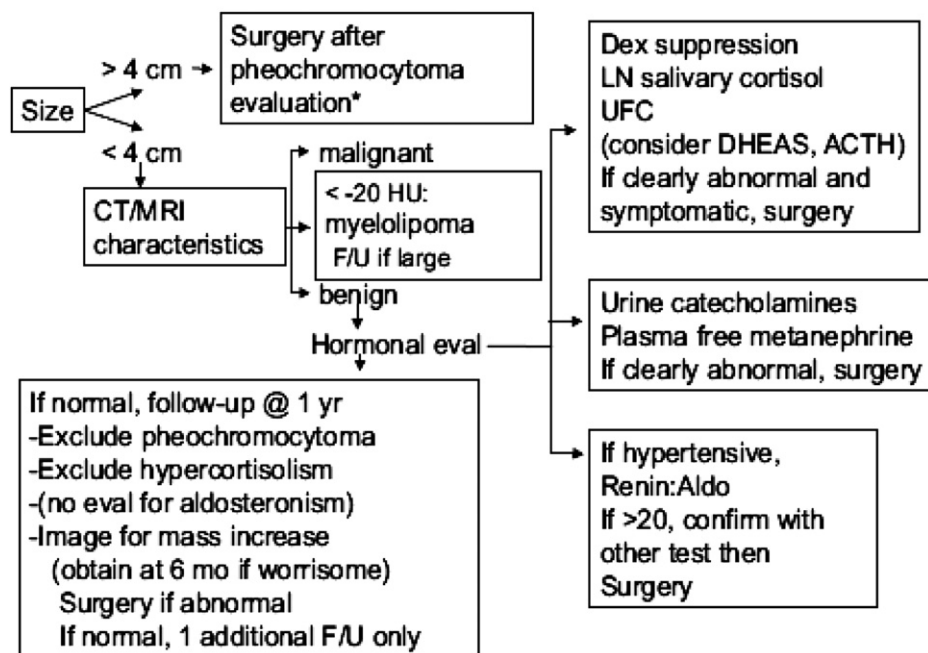 Size
> 4 cm
< 4 cm
Surgery after
pheochromocytoma
evaluation*
CT/MRI
characteristics
malignant
< -20 HU:
myelolipoma
F/U if large
benign
Hormonal eval
If normal, follow-up @ 1 yr
-Exclude pheochromocytoma
-Exclude hypercortisolism
-(no eval for aldosteronism)
-Image for mass increase
(obtain at 6 mo if worrisome)
Surgery if abnormal
If normal, 1 additional F/U only
Dex suppression
LN salivary cortisol
UFC
(consider DHEAS, ACTH)
If clearly abnormal and
symptomatic, surgery
Urine catecholamines
Plasma free metanephrine
If clearly abnormal, surgery
If hypertensive,
Renin:Aldo
If >20, confirm with
other test then
Surgery